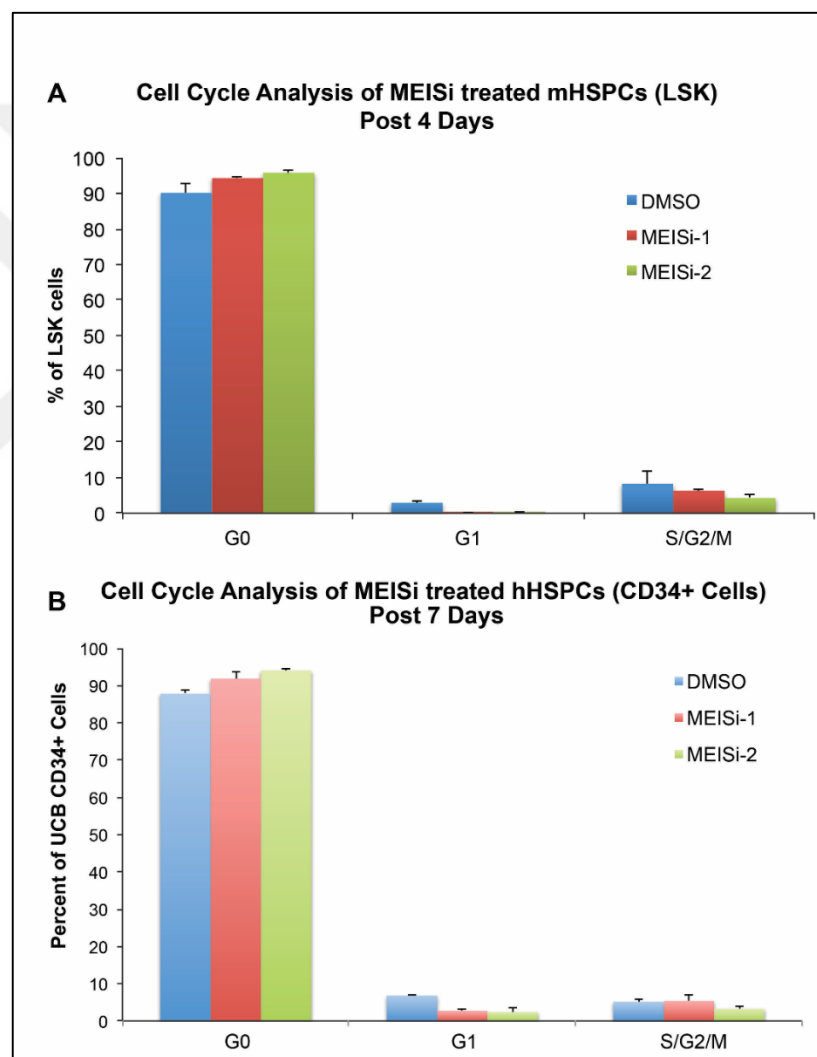 A
Cell Cycle Analysis of MEISi treated mHSPCs (LSK)
Post 4 Days
% of LSK cells
100
90
80
70
60
50
40
30
20
10
0
DMSO
MEISi-1
MEISi-2
G0
G1
S/G2/M
B
Cell Cycle Analysis of MEISi treated hHSPCs (CD34+ Cells)
Post 7 Days
Percent of UCB CD34+ Cells
100
90
80
70
60
50
40
30
20
10
0
DMSO
MEISi-1
MEISi-2
G0
G1
S/G2/M